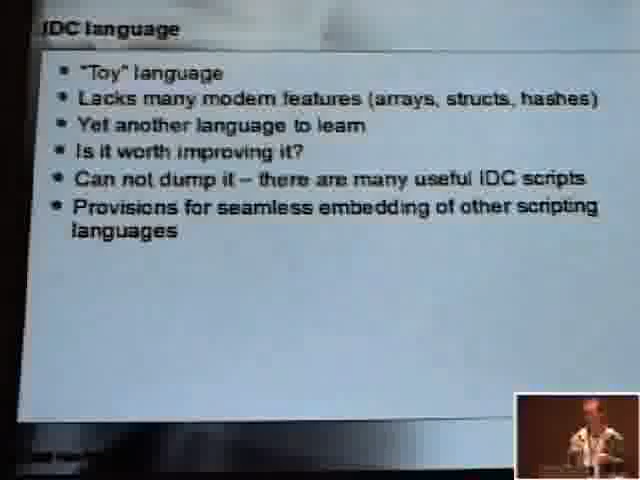 IDC language
"Toy" language
Lacks many modern features (arrays, structs, hashes)
Yet another language to learn
Is it worth improving it?
Can not dump it – there are many useful IDC scripts
Provisions for seamless embedding of other scripting
languages